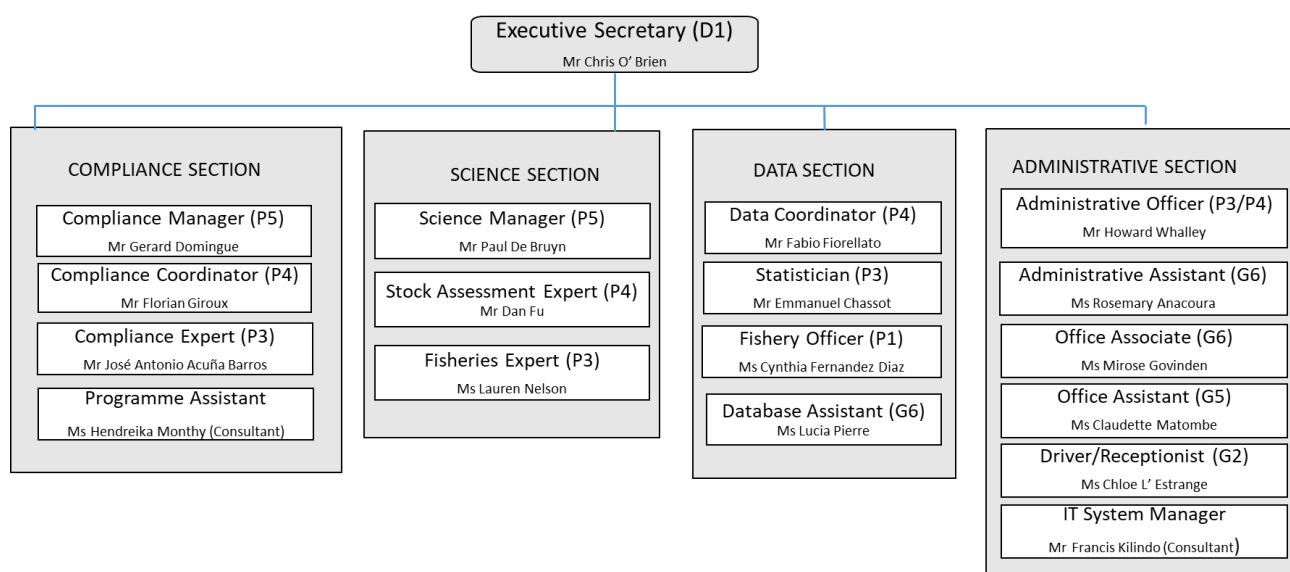 Executive Secretary (D1)
Mr Chris O' Brien
COMPLIANCE SECTION
Compliance Manager (P5)
Mr Gerard Domingue
Compliance Coordinator (P4)
Mr Florian Giroux
Compliance Expert (P3)
Mr José Antonio Acuña Barros
Programme Assistant
Ms Hendreika Monthy (Consultant)
SCIENCE SECTION
Science Manager (P5)
Mr Paul De Bruyn
Stock Assessment Expert (P4)
Mr Dan Fu
Fisheries Expert (P3)
Ms Lauren Nelson
DATA SECTION
Data Coordinator (P4)
Mr Fabio Fiorellato
Statistician (P3)
Mr Emmanuel Chassot
Fishery Officer (P1)
Ms Cynthia Fernandez Diaz
Database Assistant (G6)
Ms Lucia Pierre
ADMINISTRATIVE SECTION
Administrative Officer (P3/P4)
Mr Howard Whalley
Administrative Assistant (G6)
Ms Rosemary Anacoura
Office Associate (G6)
Ms Mirose Govinden
Office Assistant (G5)
Ms Claudette Matombe
Driver/Receptionist (G2)
Ms Chloe L' Estrange
IT System Manager
Mr Francis Kilindo (Consultant)